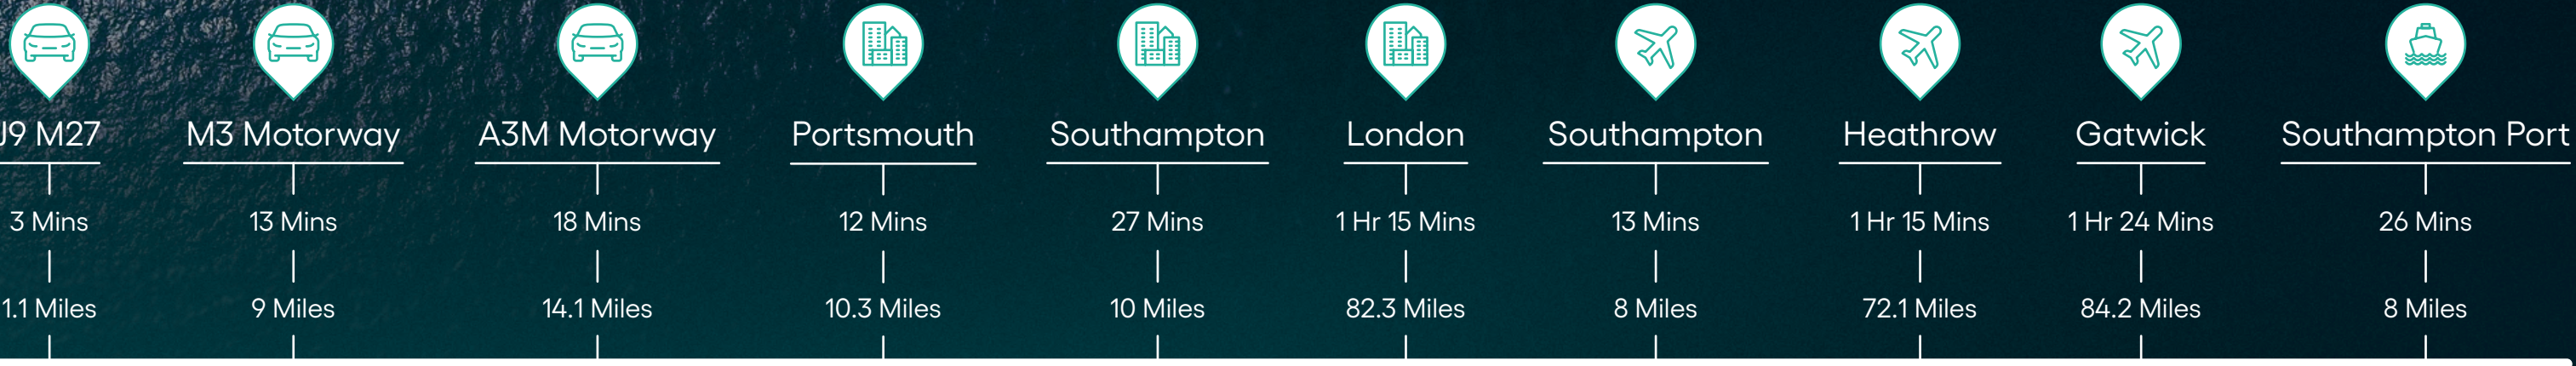 J9 M27
3 Mins
1.1 Miles
M3 Motorway
13 Mins
9 Miles
A3M Motorway
18 Mins
14.1 Miles
Portsmouth
12 Mins
10.3 Miles
Southampton
27 Mins
10 Miles
London
1 Hr 15 Mins
82.3 Miles
Southampton
13 Mins
8 Miles
Heathrow
1 Hr 15 Mins
72.1 Miles
Gatwick
1 Hr 24 Mins
84.2 Miles
Southampton Port
26 Mins
8 Miles